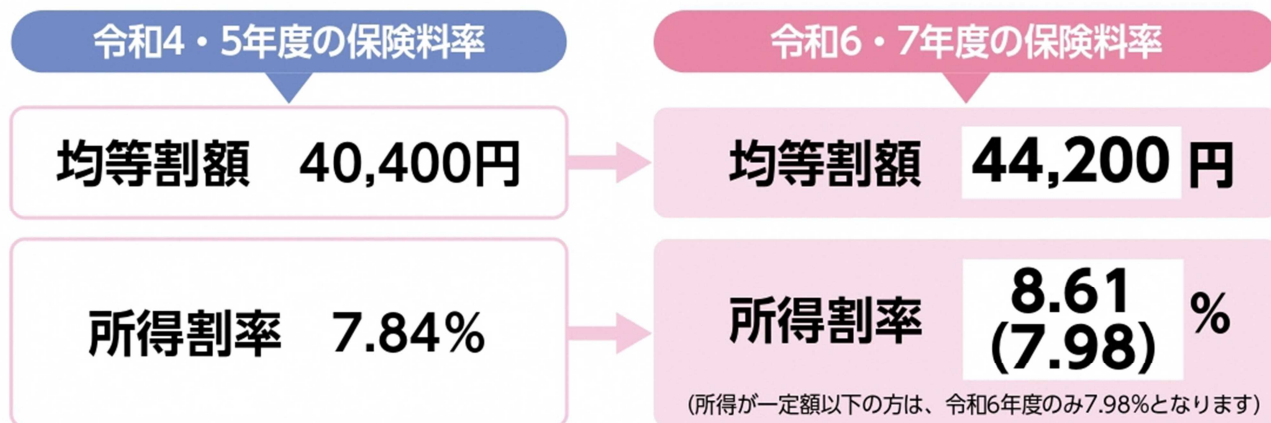 令和4・5年度の保険料率
令和6・7年度の保険料率
均等割額 40,400円
均等割額 44,200 円
所得割率 7.84%
所得割率 8.61 %
(7.98)
(所得が一定額以下の方は、令和6年度のみ7.98%となります)